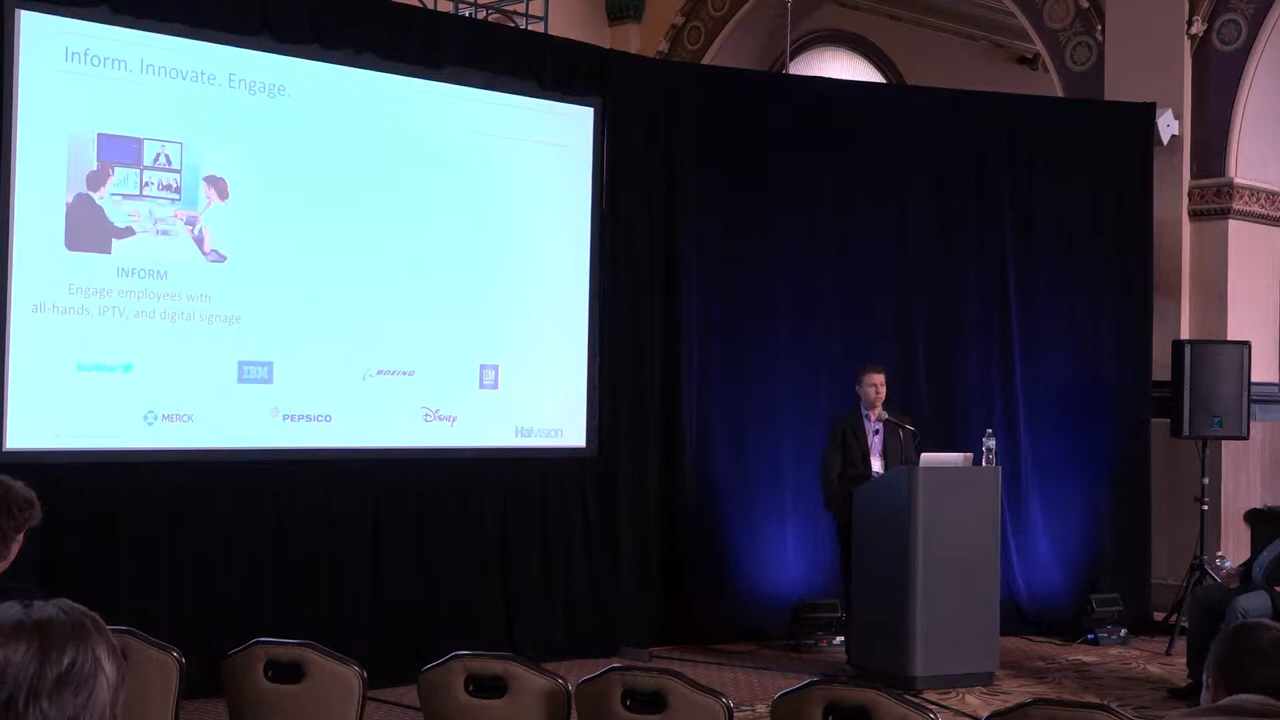 Inform. Innovate. Engage.
INFORM
Engage employees with
all-hands, IPTV, and digital signage
twitter
IBM
BOEING
GM
MERCK
PEPSICO
Disney
Haivision